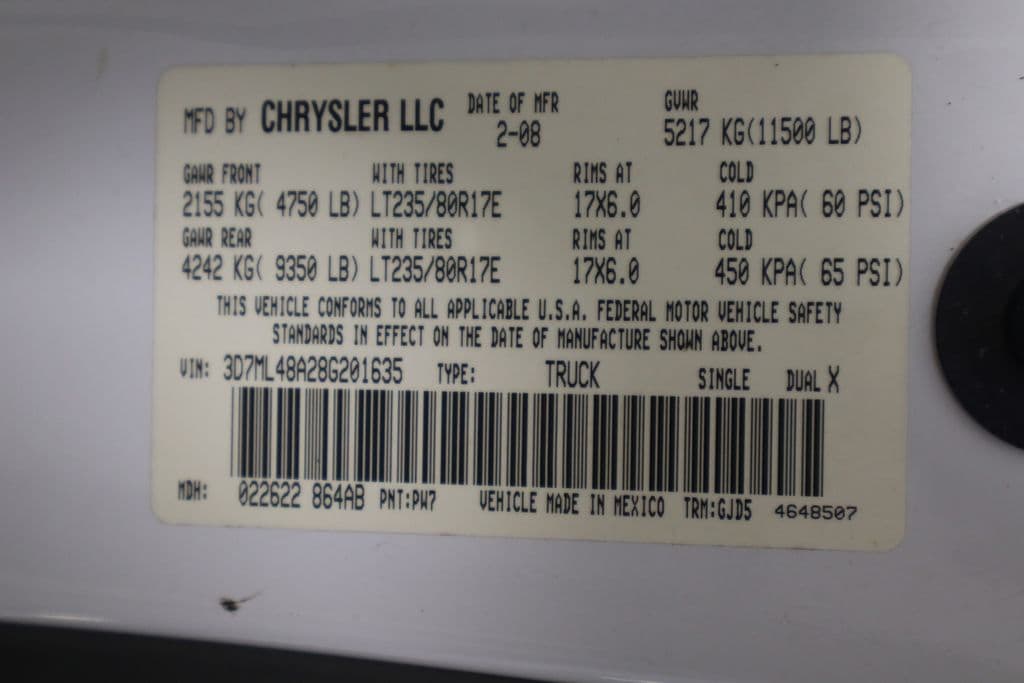 MFD BY CHRYSLER LLC DATE OF MFR GVWR
2-08 5217 KG(11500 LB)
GAWR FRONT WITH TIRES RIMS AT COLD
2155 KG( 4750 LB) LT235/80R17E 17X6.0 410 KPA( 60 PSI)
GAWR REAR WITH TIRES RIMS AT COLD
4242 KG( 9350 LB) LT235/80R17E 17X6.0 450 KPA( 65 PSI)
THIS VEHICLE CONFORMS TO ALL APPLICABLE U.S.A. FEDERAL MOTOR VEHICLE SAFETY
STANDARDS IN EFFECT ON THE DATE OF MANUFACTURE SHOWN ABOVE.
VIN: 3D7ML48A28G201635 TYPE: TRUCK SINGLE DUAL X
MDH: 022622 864AB PNT:PW7 VEHICLE MADE IN MEXICO TRM:GJD5 4648507